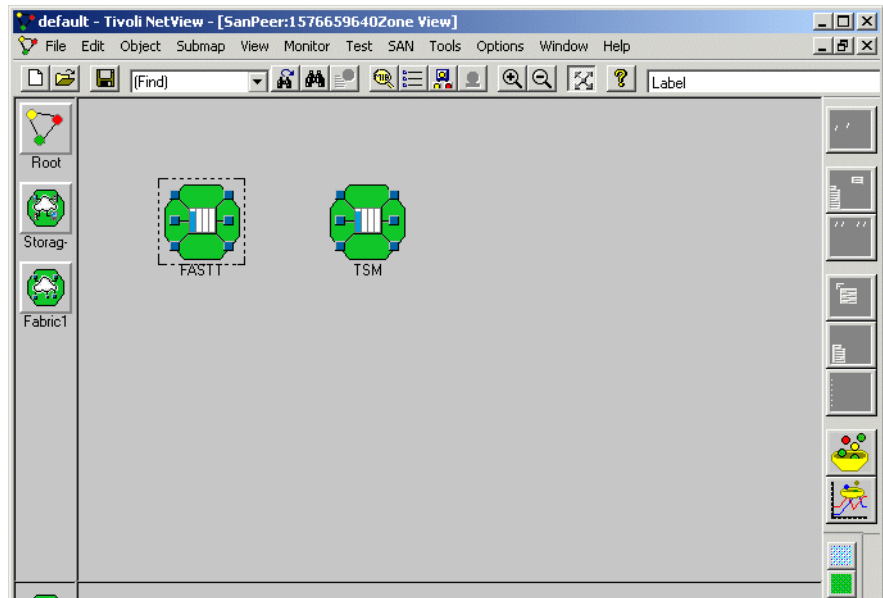 default - Tivoli NetView - [SanPeer:1576659640Zone View]
File Edit Object Submap View Monitor Test SAN Tools Options Window Help
(Find)
Label
Root
Storag-
Fabric1
FASTT
TSM